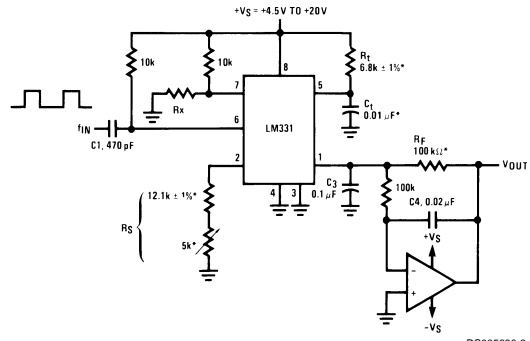 +VS = +4.5V TO +20V
10k
10k
Rt
6.8k ± 1%*
8
7
5
Rx
Ct
0.01 µF*
fIN
C1, 470 pF
6
LM331
RF
100 kΩ*
2
1
VOUT
12.1k ± 1%*
4
3
C3
0.1 µF
100k
C4, 0.02 µF
RS
5k*
+VS
−
+
−VS